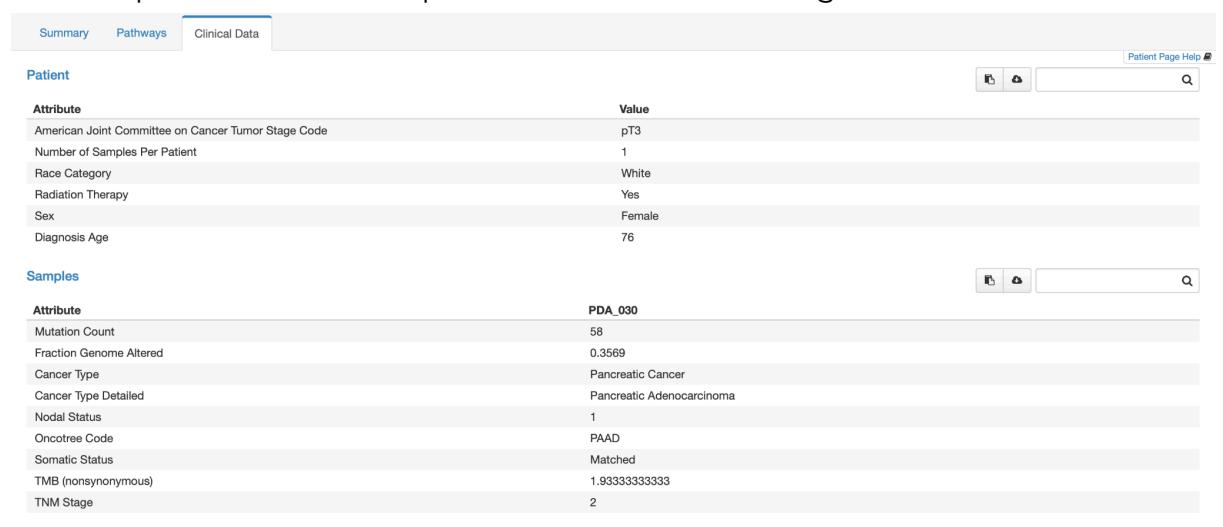 Summary Pathways Clinical Data
Patient Page Help
Patient
Attribute Value
American Joint Committee on Cancer Tumor Stage Code pT3
Number of Samples Per Patient 1
Race Category White
Radiation Therapy Yes
Sex Female
Diagnosis Age 76
Samples
Attribute PDA_030
Mutation Count 58
Fraction Genome Altered 0.3569
Cancer Type Pancreatic Cancer
Cancer Type Detailed Pancreatic Adenocarcinoma
Nodal Status 1
Oncotree Code PAAD
Somatic Status Matched
TMB (nonsynonymous) 1.93333333333
TNM Stage 2